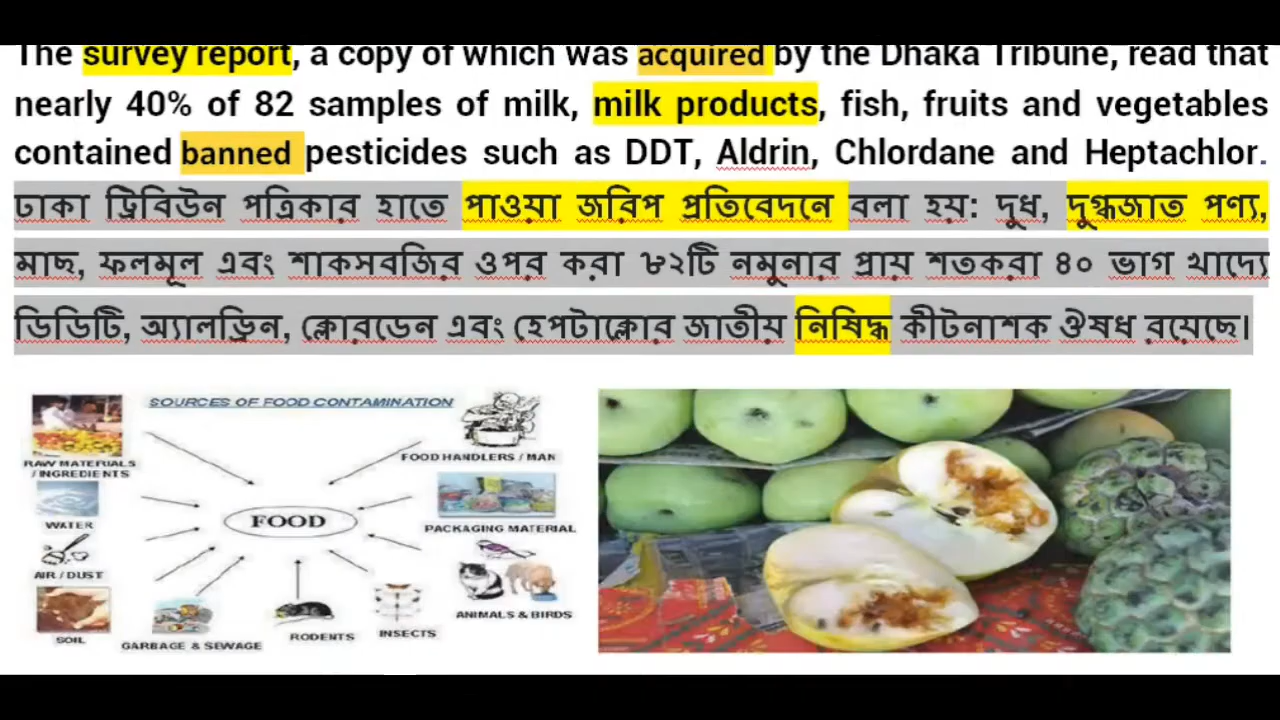 The survey report, a copy of which was acquired by the Dhaka Tribune, read that
nearly 40% of 82 samples of milk, milk products, fish, fruits and vegetables
contained banned pesticides such as DDT, Aldrin, Chlordane and Heptachlor.
ঢাকা ট্রিবিউন পত্রিকার হাতে পাওয়া জরিপ প্রতিবেদনে বলা হয়: দুধ, দুগ্ধজাত পণ্য,
মাছ, ফলমূল এবং শাকসবজির ওপর করা ৮২টি নমুনার প্রায় শতকরা ৪০ ভাগ খাদ্যে
ডিডিটি, অ্যালড্রিন, ক্লোরডেন এবং হেপটাক্লোর জাতীয় নিষিদ্ধ কীটনাশক ঔষধ রয়েছে।
SOURCES OF FOOD CONTAMINATION
RAW MATERIALS
/ INGREDIENTS
FOOD HANDLERS / MAN
WATER
FOOD
PACKAGING MATERIAL
AIR / DUST
ANIMALS & BIRDS
SOIL
GARBAGE & SEWAGE
RODENTS
INSECTS